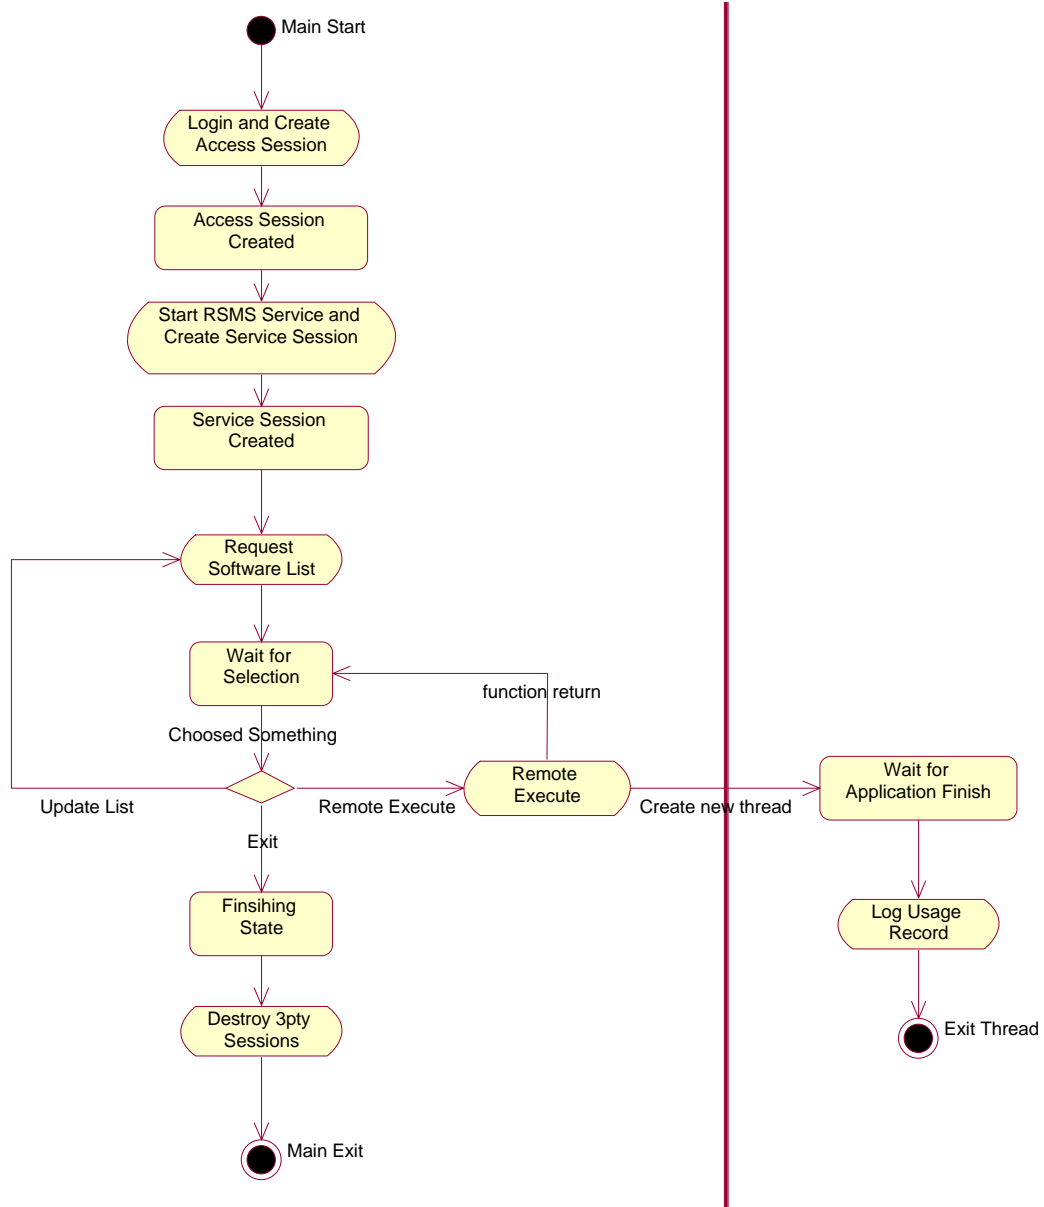 Main Start
Login and Create
Access Session
Access Session
Created
Start RSMS Service and
Create Service Session
Service Session
Created
Request
Software List
Wait for
Selection
function return
Choosed Something
Update List
Remote Execute
Remote
Execute
Create new thread
Wait for
Application Finish
Exit
Finsihing
State
Log Usage
Record
Destroy 3pty
Sessions
Exit Thread
Main Exit